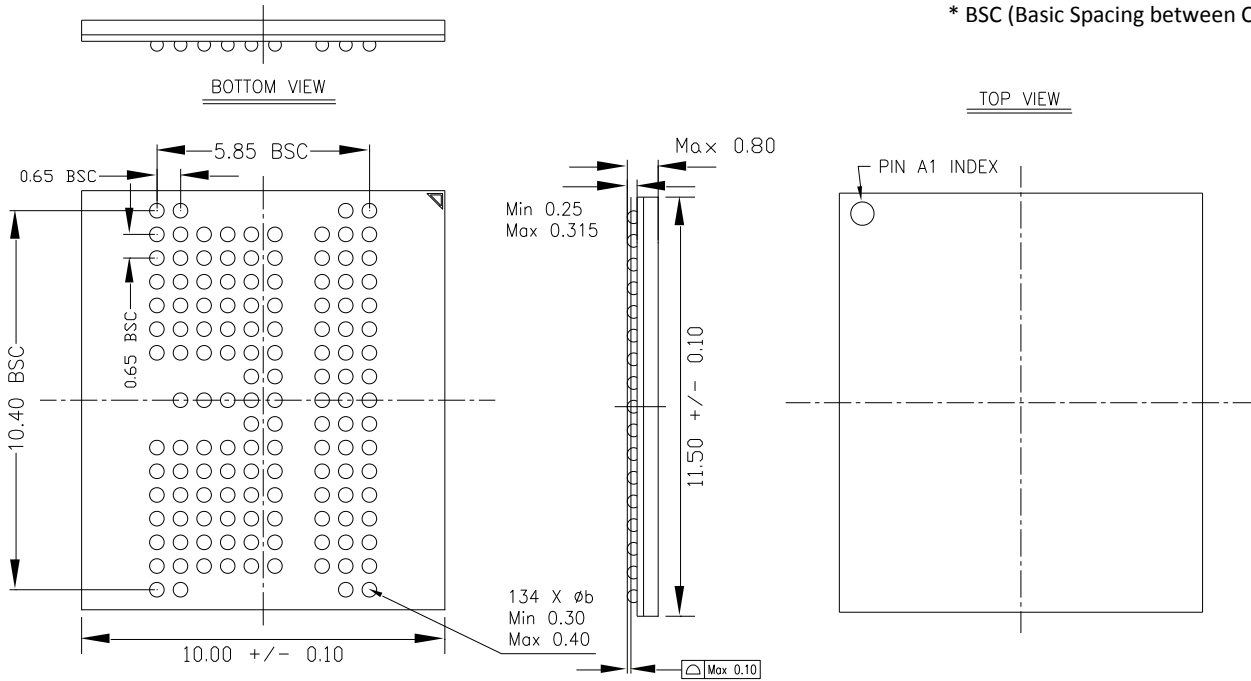 * BSC (Basic Spacing between C
BOTTOM VIEW
TOP VIEW
5.85 BSC
Max 0.80
0.65 BSC
PIN A1 INDEX
Min 0.25
Max 0.315
0.65 BSC
10.40 BSC
11.50 +/- 0.10
134 X øb
Min 0.30
Max 0.40
10.00 +/- 0.10
Max 0.10